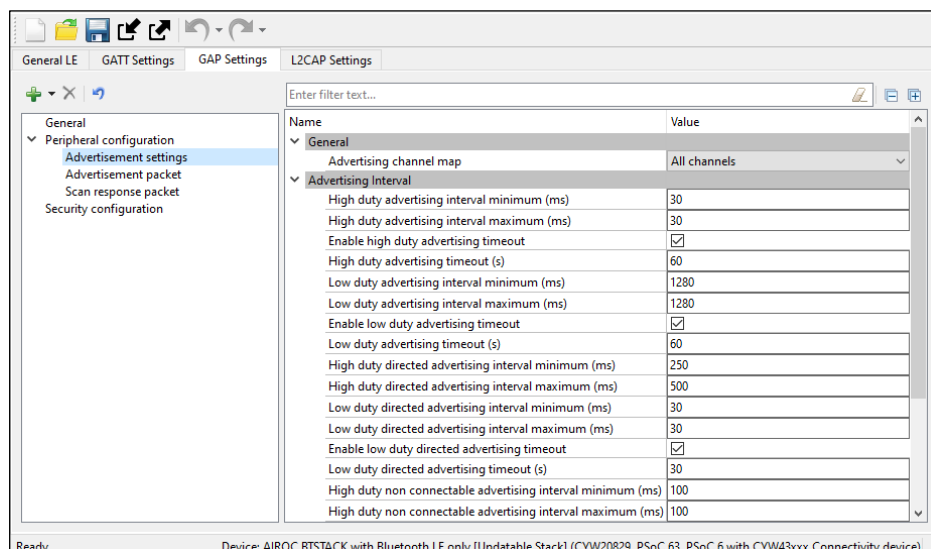 General LE GATT Settings GAP Settings L2CAP Settings
Enter filter text...
General
Peripheral configuration
Advertisement settings
Advertisement packet
Scan response packet
Security configuration
Name Value
General
Advertising channel map All channels
Advertising Interval
High duty advertising interval minimum (ms) 30
High duty advertising interval maximum (ms) 30
Enable high duty advertising timeout
High duty advertising timeout (s) 60
Low duty advertising interval minimum (ms) 1280
Low duty advertising interval maximum (ms) 1280
Enable low duty advertising timeout
Low duty advertising timeout (s) 60
High duty directed advertising interval minimum (ms) 250
High duty directed advertising interval maximum (ms) 500
Low duty directed advertising interval minimum (ms) 30
Low duty directed advertising interval maximum (ms) 30
Enable low duty directed advertising timeout
Low duty directed advertising timeout (s) 30
High duty non connectable advertising interval minimum (ms) 100
High duty non connectable advertising interval maximum (ms) 100
Ready Device: AIROC BTSTACK with Bluetooth LE only [Updatable Stack] (CYW20829, PSoC 63, PSoC 6 with CYW43xxx Connectivity device)